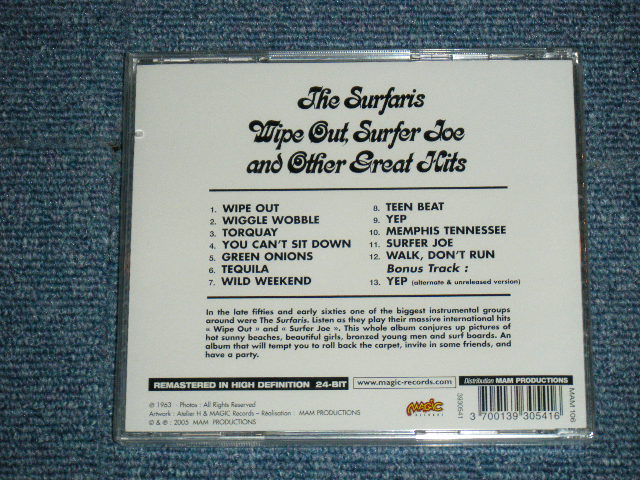 The Surfaris
Wipe Out, Surfer Joe
and Other Great Hits
1. WIPE OUT
2. WIGGLE WOBBLE
3. TORQUAY
4. YOU CAN'T SIT DOWN
5. GREEN ONIONS
6. TEQUILA
7. WILD WEEKEND
8. TEEN BEAT
9. YEP
10. MEMPHIS TENNESSEE
11. SURFER JOE
12. WALK, DON'T RUN
Bonus Track :
13. YEP (alternate & unreleased version)
In the late fifties and early sixties one of the biggest instrumental groups
around were The Surfaris. Listen as they play their massive international hits
« Wipe Out » and « Surfer Joe ». This whole album conjures up pictures of
hot sunny beaches, beautiful girls, bronzed young men and surf boards. An
album that will tempt you to roll back the carpet, invite in some friends, and
have a party.
REMASTERED IN HIGH DEFINITION 24-BIT
www.magic-records.com
Distribution MAM PRODUCTIONS
℗ 1963 - Photos : All Rights Reserved
Artwork : Atelier H & MAGIC Records – Réalisation : MAM PRODUCTIONS
© & ℗ : 2005 MAM PRODUCTIONS
MAGIC
RECORDS
3930541
3 700139 305416